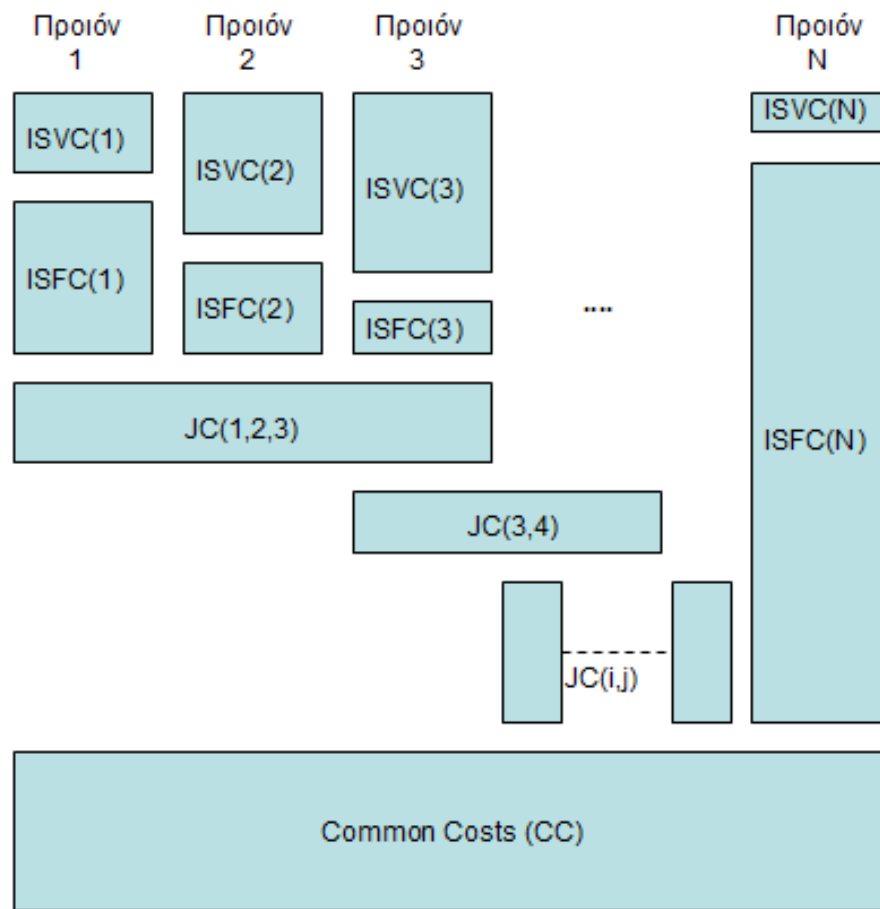 Προιόν
1
Προιόν
2
Προιόν
3
Προιόν
N
ISVC(1)
ISVC(2)
ISVC(3)
ISVC(N)
ISFC(1)
ISFC(2)
ISFC(3)
....
ISFC(N)
JC(1,2,3)
JC(3,4)
JC(i,j)
Common Costs (CC)